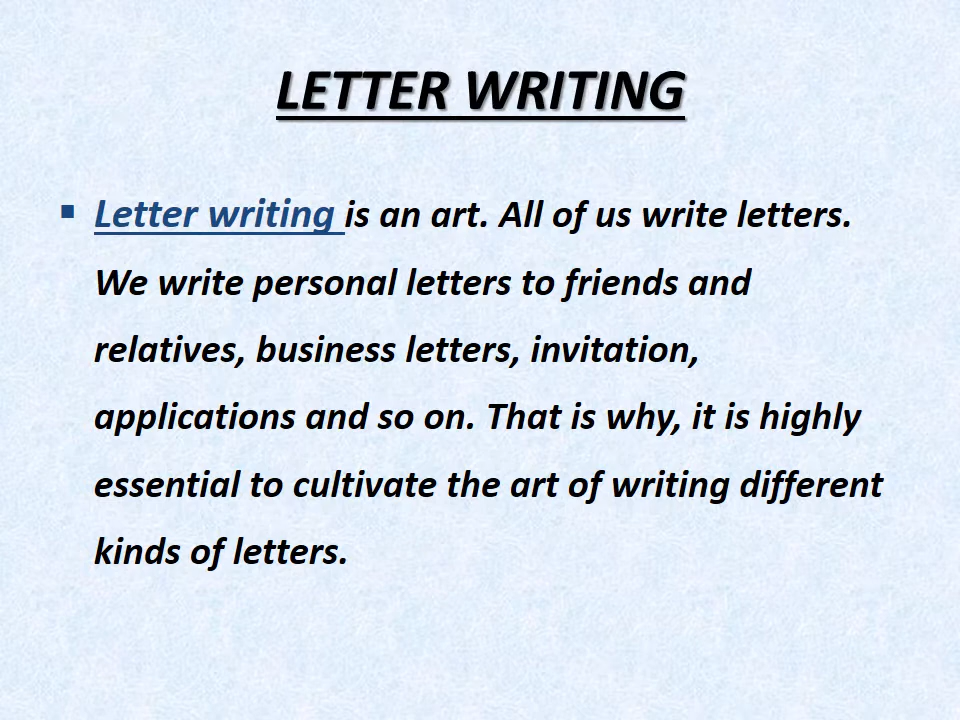 LETTER WRITING
▪ Letter writing is an art. All of us write letters.
We write personal letters to friends and
relatives, business letters, invitation,
applications and so on. That is why, it is highly
essential to cultivate the art of writing different
kinds of letters.